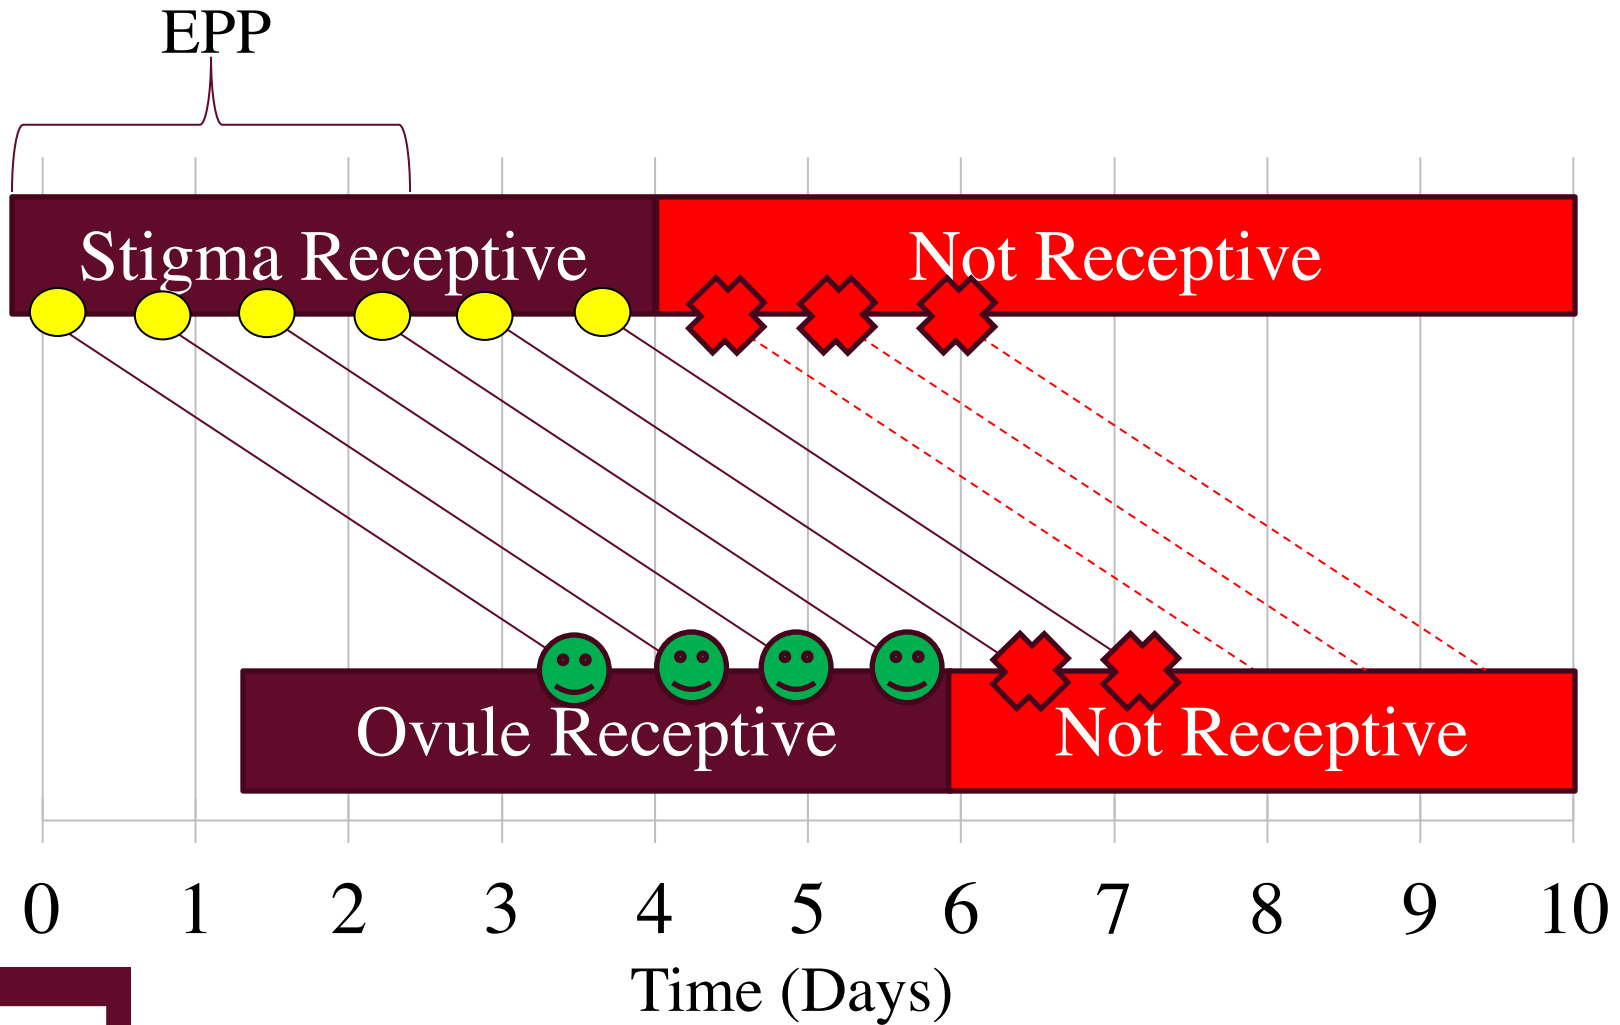 EPP
Stigma Receptive
Not Receptive
Ovule Receptive
Not Receptive
0 1 2 3 4 5 6 7 8 9 10
Time (Days)